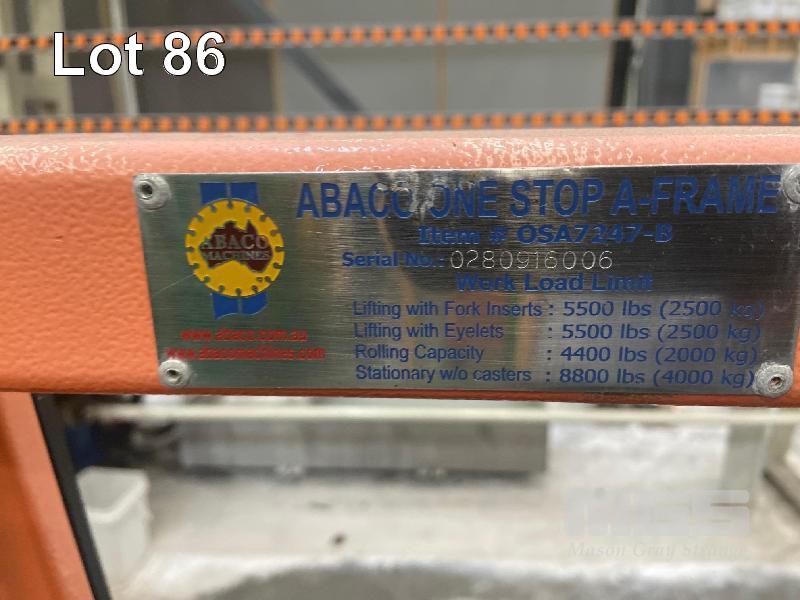 Lot 86
ABACO ONE STOP A-FRAME
Item # OSA7247-B
Serial No.: 0280916006
Work Load Limit
ABACO
MACHINES
Lifting with Fork Inserts : 5500 lbs (2500 kg)
Lifting with Eyelets : 5500 lbs (2500 kg)
Rolling Capacity : 4400 lbs (2000 kg)
Stationary w/o casters : 8800 lbs (4000 kg)
www.abaco.com.au
www.abacomachines.com
MGS
Mason Gray Strange